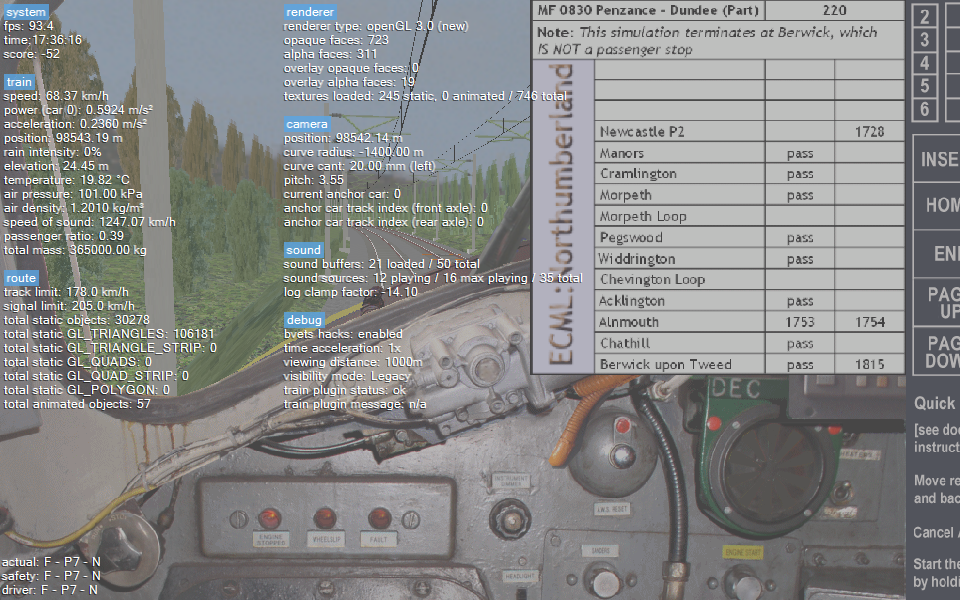 system
fps: 93.4
time:17:36:16
score: -52
train
speed: 68.37 km/h
power (car 0): 0.5924 m/s²
acceleration: 0.2360 m/s²
position: 98543.19 m
rain intensity: 0%
elevation: 24.45 m
temperature: 19.82 °C
air pressure: 101.00 kPa
air density: 1.2010 kg/m³
speed of sound: 1247.07 km/h
passenger ratio: 0.39
total mass: 365000.00 kg
route
track limit: 178.0 km/h
signal limit: 205.0 km/h
total static objects: 30278
total static GL_TRIANGLES: 106181
total static GL_TRIANGLE_STRIP: 0
total static GL_QUADS: 0
total static GL_QUAD_STRIP: 0
total static GL_POLYGON: 0
total animated objects: 57
renderer
renderer type: openGL 3.0 (new)
opaque faces: 723
alpha faces: 311
overlay opaque faces: 0
overlay alpha faces: 19
textures loaded: 245 static, 0 animated / 746 total
camera
position: 98542.14 m
curve radius: -1400.00 m
curve cant: 20.00 mm (left)
pitch: 3.55
current anchor car: 0
anchor car track index (front axle): 0
anchor car track index (rear axle): 0
sound
sound buffers: 21 loaded / 50 total
sound sources: 12 playing / 16 max playing / 35 total
log clamp factor: -14.10
debug
bvets hacks: enabled
time acceleration: 1x
viewing distance: 1000m
visibility mode: Legacy
train plugin status: ok
train plugin message: n/a
MF 0830 Penzance - Dundee (Part) 220
Note: This simulation terminates at Berwick, which
IS NOT a passenger stop
ECML: Northumberland
Newcastle P2 1728
Manors pass
Cramlington pass
Morpeth pass
Morpeth Loop
Pegswood pass
Widdrington pass
Chevington Loop
Acklington pass
Alnmouth 1753 1754
Chathill pass
Berwick upon Tweed pass 1815
2
3
4
5
6
INSE
HOM
EN
PAG
UP
PAG
DOW
Quick
[see do
instruct
Move re
and bac
Cancel
Start the
by holdi
DEC
ENGINE
STOPPED
WHEELSLIP
FAULT
INSTRUMENT
DIMMER
A.W.S. RESET
SANDERS
ENGINE START
HEADLIGHT
actual: F - P7 - N
safety: F - P7 - N
driver: F - P7 - N